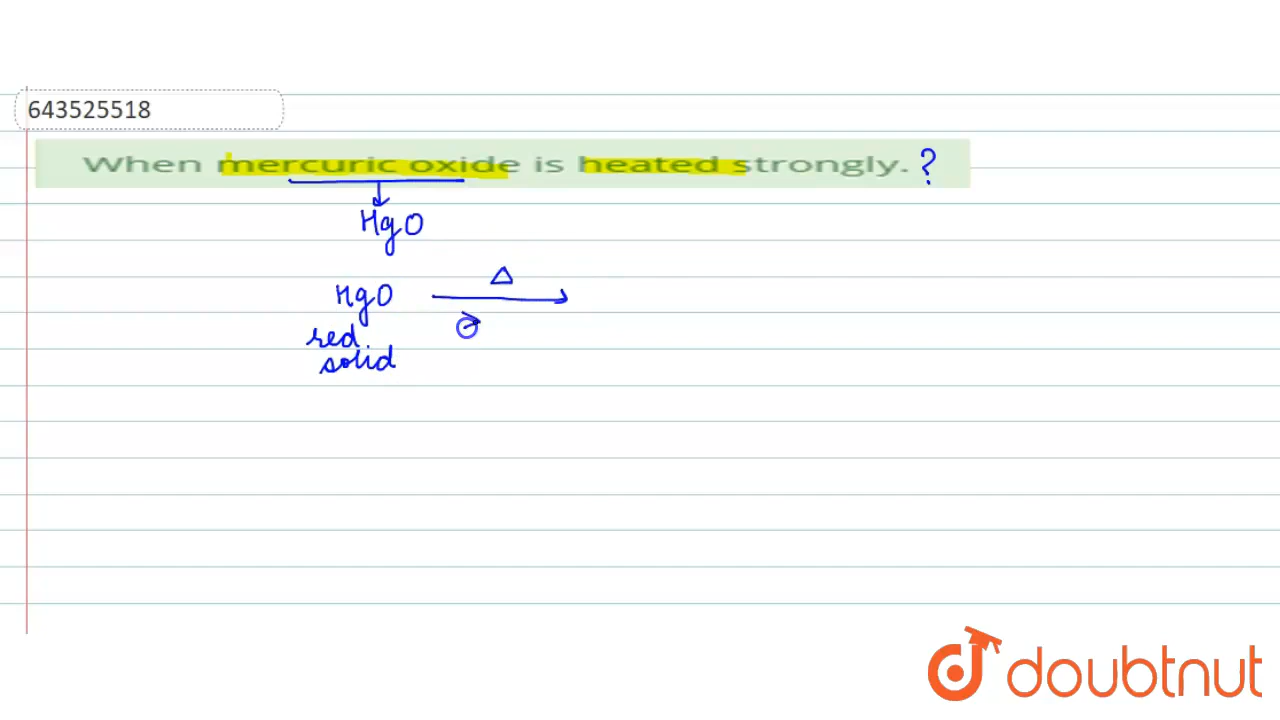 643525518
When mercuric oxide is heated strongly. ?
HgO
Δ
HgO
red
solid
doubtnut